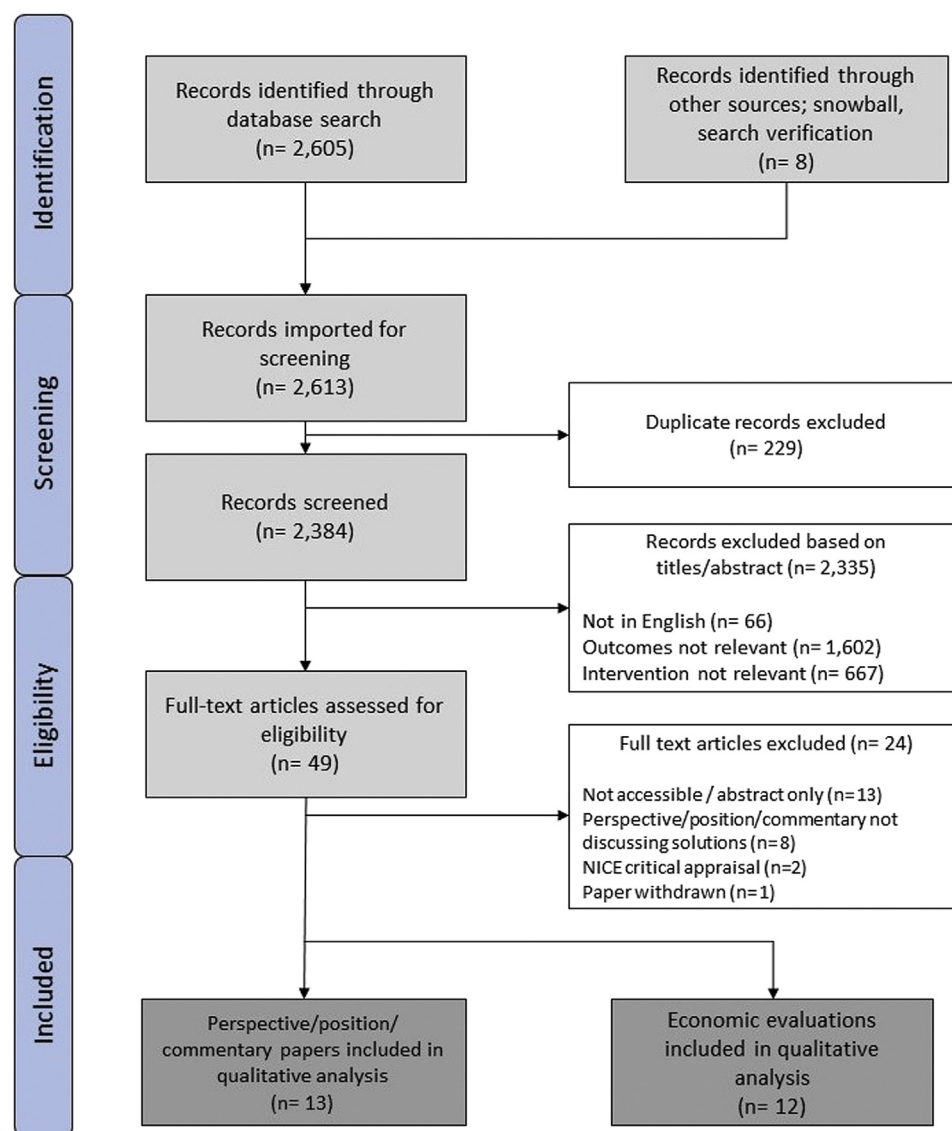 Identification
Records identified through
database search
(n= 2,605)
Records identified through
other sources; snowball,
search verification
(n= 8)
Screening
Records imported for
screening
(n= 2,613)
Duplicate records excluded
(n= 229)
Records screened
(n= 2,384)
Records excluded based on
titles/abstract (n= 2,335)
Not in English (n= 66)
Outcomes not relevant (n= 1,602)
Intervention not relevant (n= 667)
Eligibility
Full-text articles assessed for
eligibility
(n= 49)
Full text articles excluded (n= 24)
Not accessible / abstract only (n=13)
Perspective/position/commentary not
discussing solutions (n=8)
NICE critical appraisal (n=2)
Paper withdrawn (n=1)
Included
Perspective/position/
commentary papers included in
qualitative analysis
(n= 13)
Economic evaluations
included in qualitative
analysis
(n= 12)